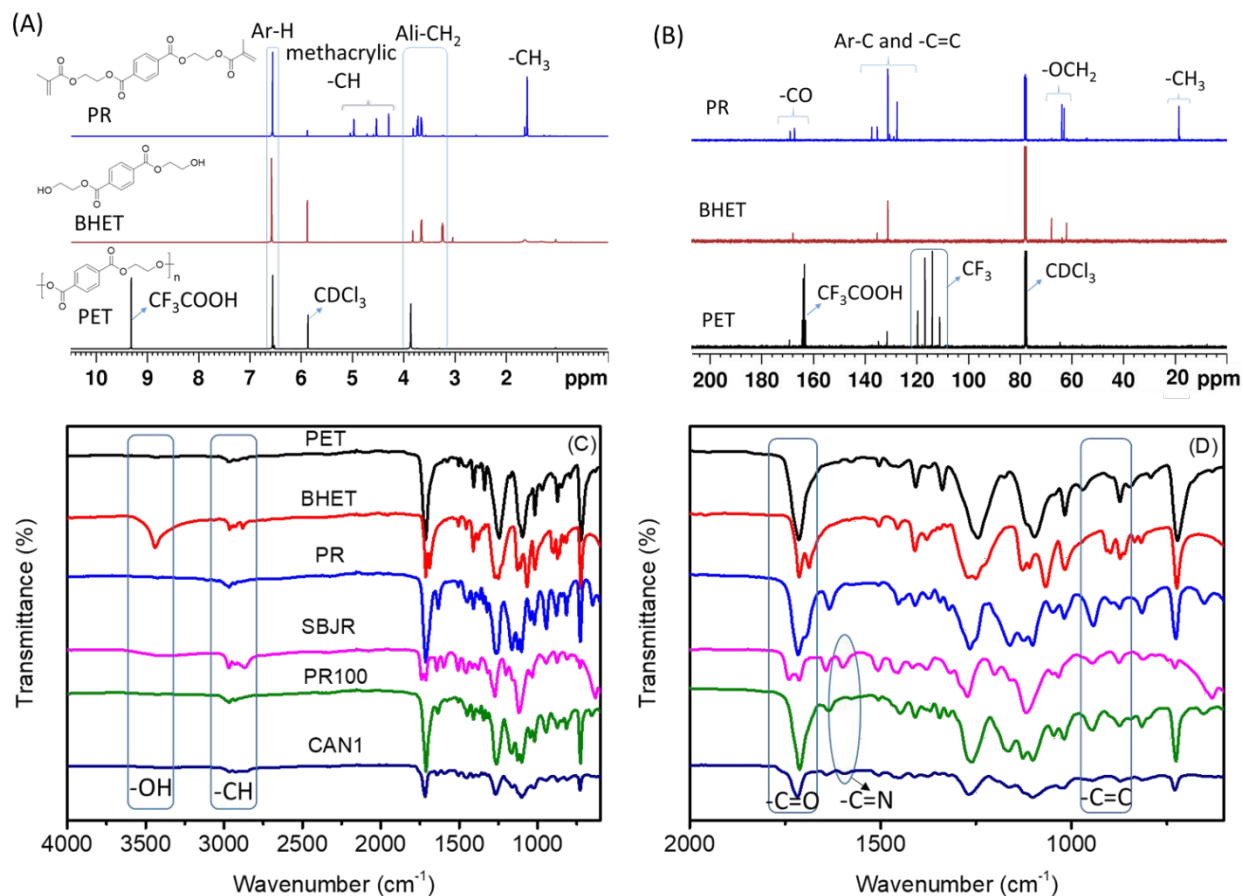 (A)
Ar-H
Ali-CH2
methacrylic
-CH
-CH3
PR
BHET
OH
HO
PET
n
CF3COOH
CDCl3
10 9 8 7 6 5 4 3 2 1 ppm
(B)
Ar-C and -C=C
-CO
-OCH2
-CH3
PR
BHET
CF3
CF3COOH
CDCl3
PET
200 180 160 140 120 100 80 60 40 20 ppm
(C)
PET
BHET
PR
SBJR
PR100
CAN1
-OH
-CH
Transmittance (%)
4000 3500 3000 2500 2000 1500 1000
Wavenumber (cm-1)
(D)
-C=O
-C=N
-C=C
Transmittance (%)
2000 1500 1000
Wavenumber (cm-1)